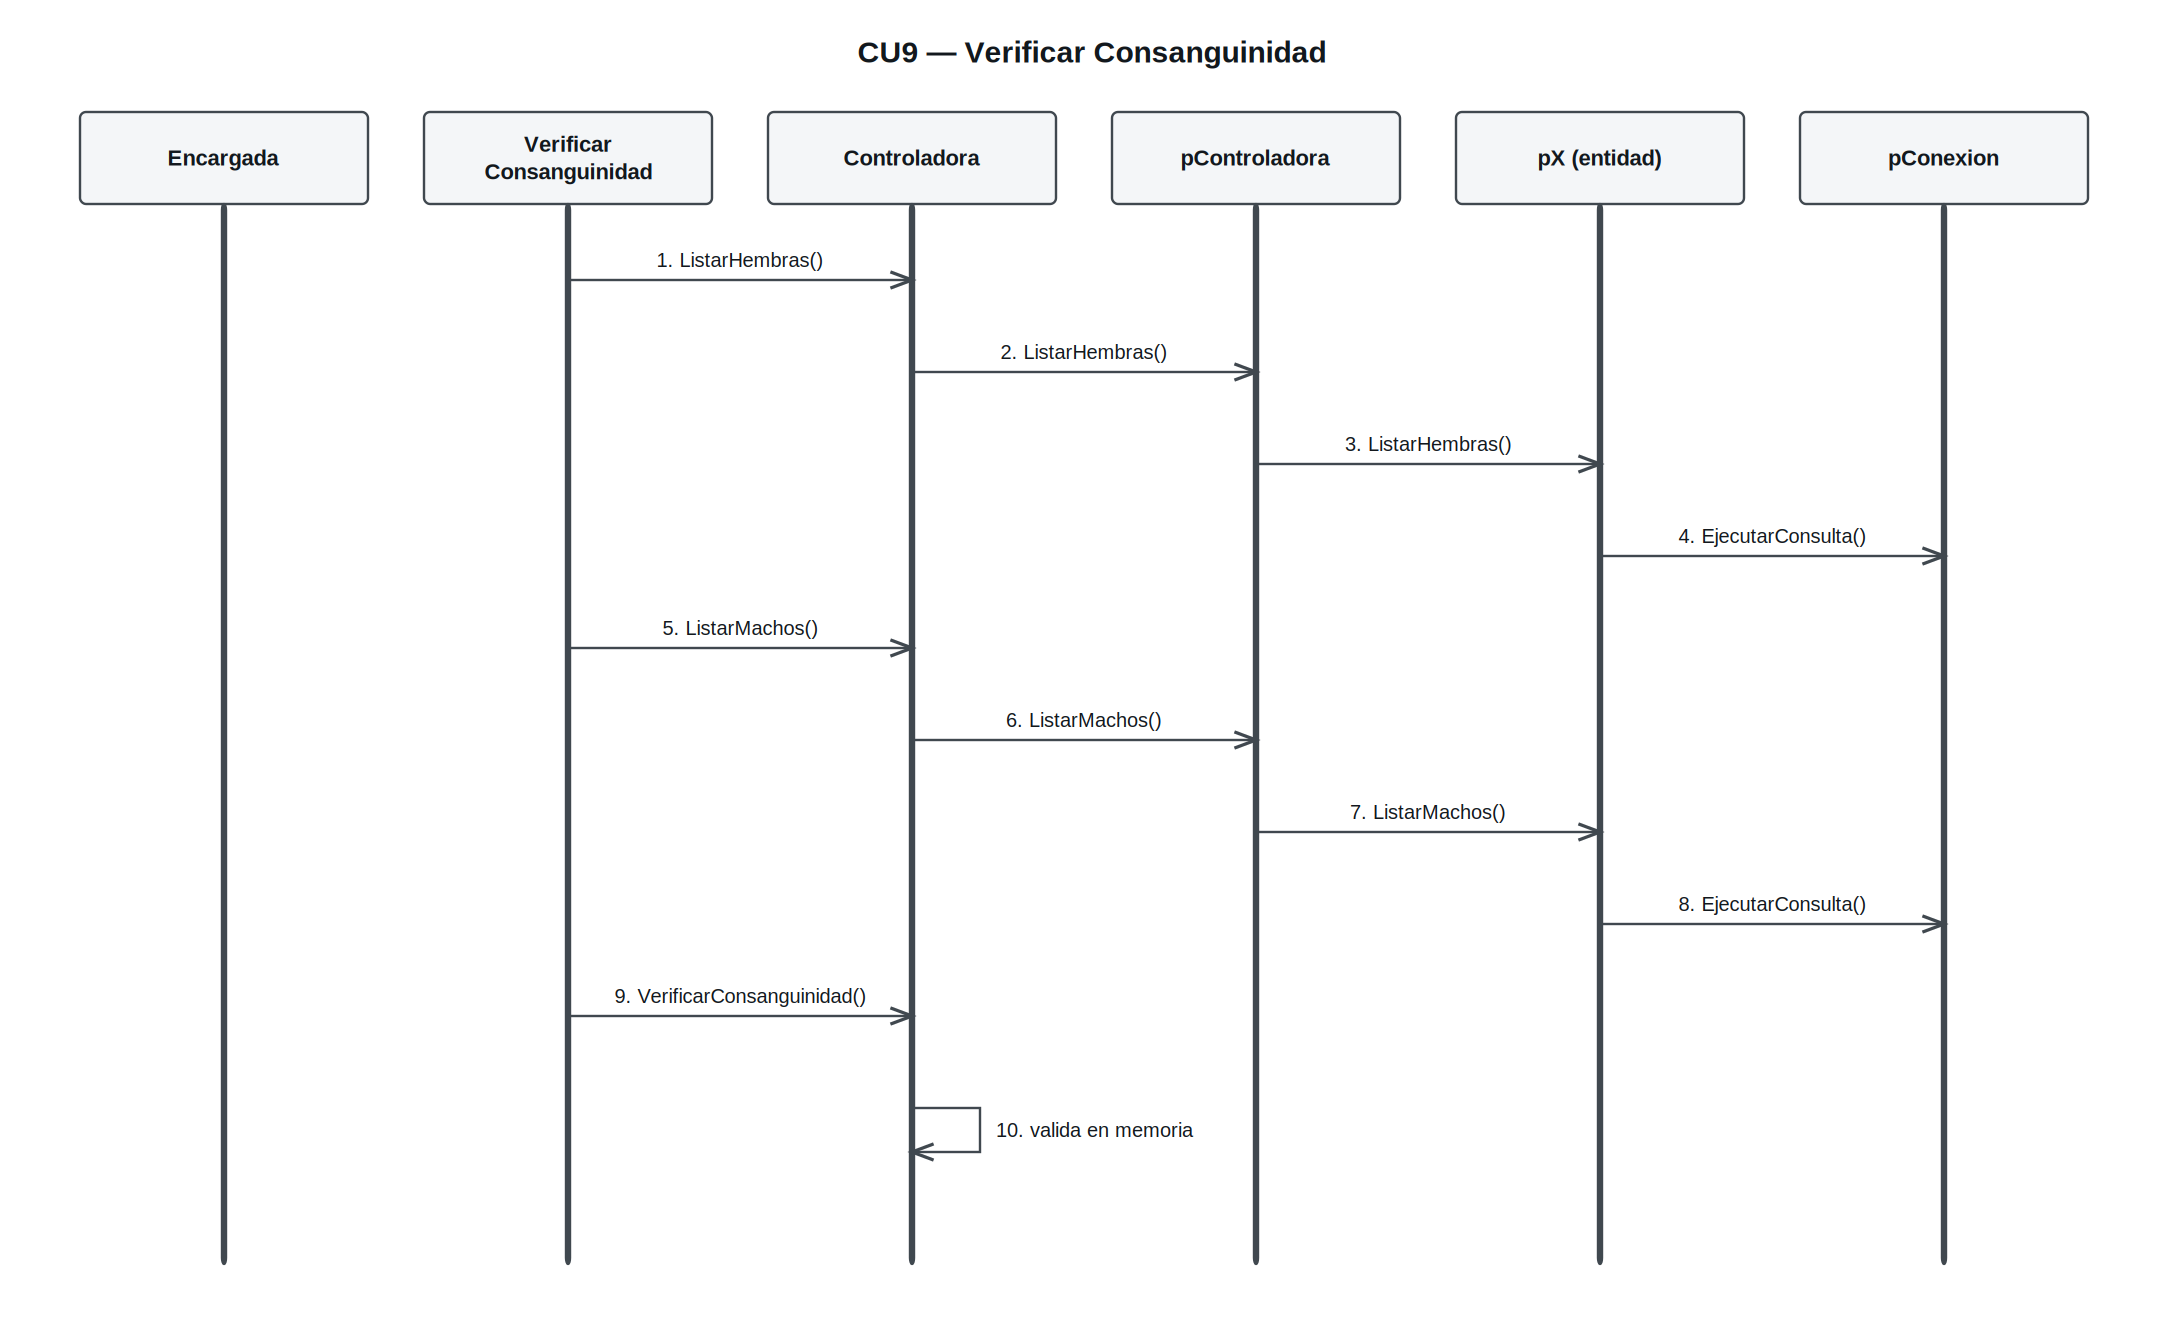 CU9 — Verificar Consanguinidad
Encargada
Verificar
Consanguinidad
Controladora
pControladora
pX (entidad)
pConexion
1. ListarHembras()
2. ListarHembras()
3. ListarHembras()
4. EjecutarConsulta()
5. ListarMachos()
6. ListarMachos()
7. ListarMachos()
8. EjecutarConsulta()
9. VerificarConsanguinidad()
10. valida en memoria